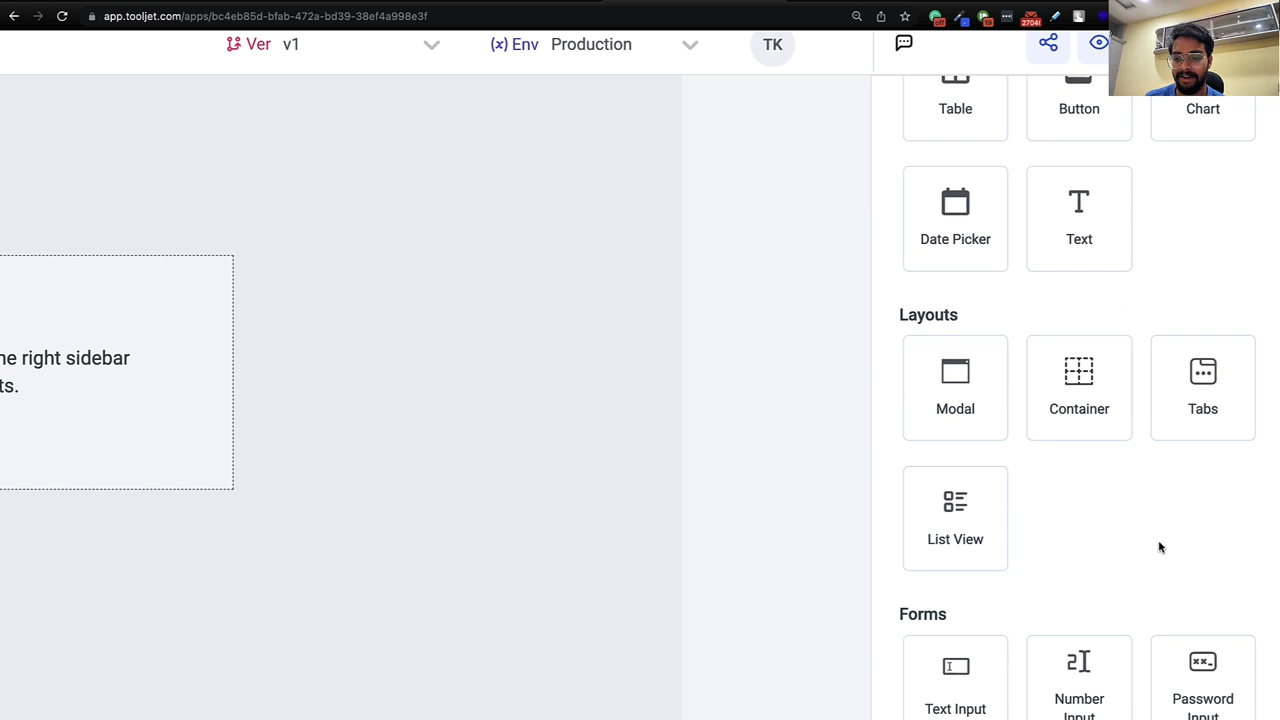 app.tooljet.com/apps/bc4eb85d-bfab-472a-bd39-38ef4a998e3f
Ver v1 (x) Env Production TK
Table Button Chart
Date Picker Text
ne right sidebar
ts.
Layouts
Modal Container Tabs
List View
Forms
Text Input Number Input Password Input